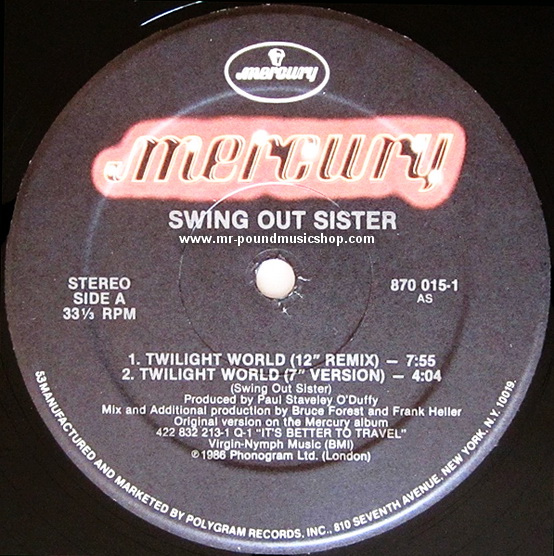 mercury
mercury
SWING OUT SISTER
www.mr-poundmusicshop.com
STEREO
SIDE A
33⅓ RPM
870 015-1
AS
1. TWILIGHT WORLD (12" REMIX) — 7:55
2. TWILIGHT WORLD (7" VERSION) — 4:04
(Swing Out Sister)
Produced by Paul Staveley O'Duffy
Mix and Additional production by Bruce Forest and Frank Heller
Original version on the Mercury album
422 832 213-1 Q-1 "IT'S BETTER TO TRAVEL"
Virgin-Nymph Music (BMI)
℗1986 Phonogram Ltd. (London)
53 MANUFACTURED AND MARKETED BY POLYGRAM RECORDS, INC., 810 SEVENTH AVENUE, NEW YORK, N.Y. 10019.